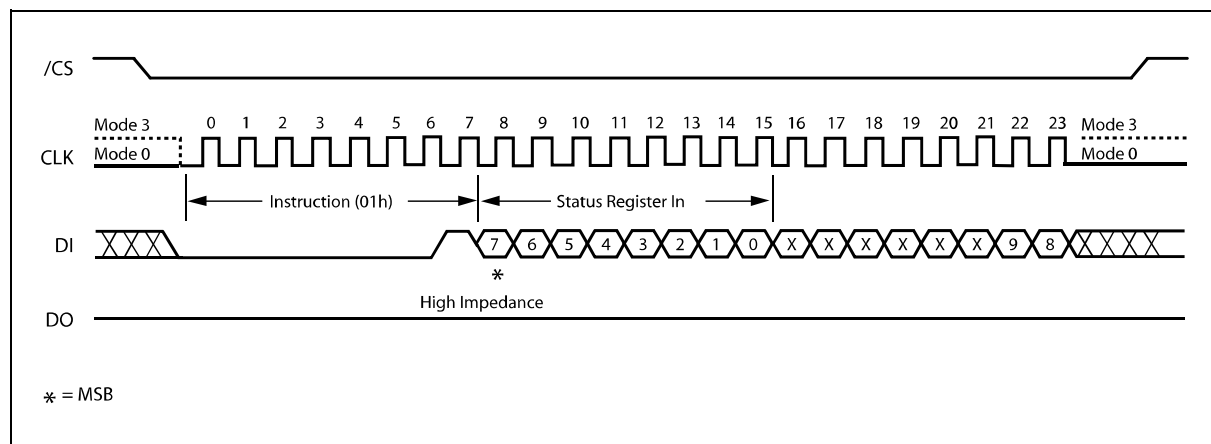 /CS
0 1 2 3 4 5 6 7 8 9 10 11 12 13 14 15 16 17 18 19 20 21 22 23
Mode 3
Mode 3
CLK
Mode 0
Mode 0
Instruction (01h)
Status Register In
DI
7 6 5 4 3 2 1 0 X X X X X X 9 8
*
High Impedance
DO
* = MSB